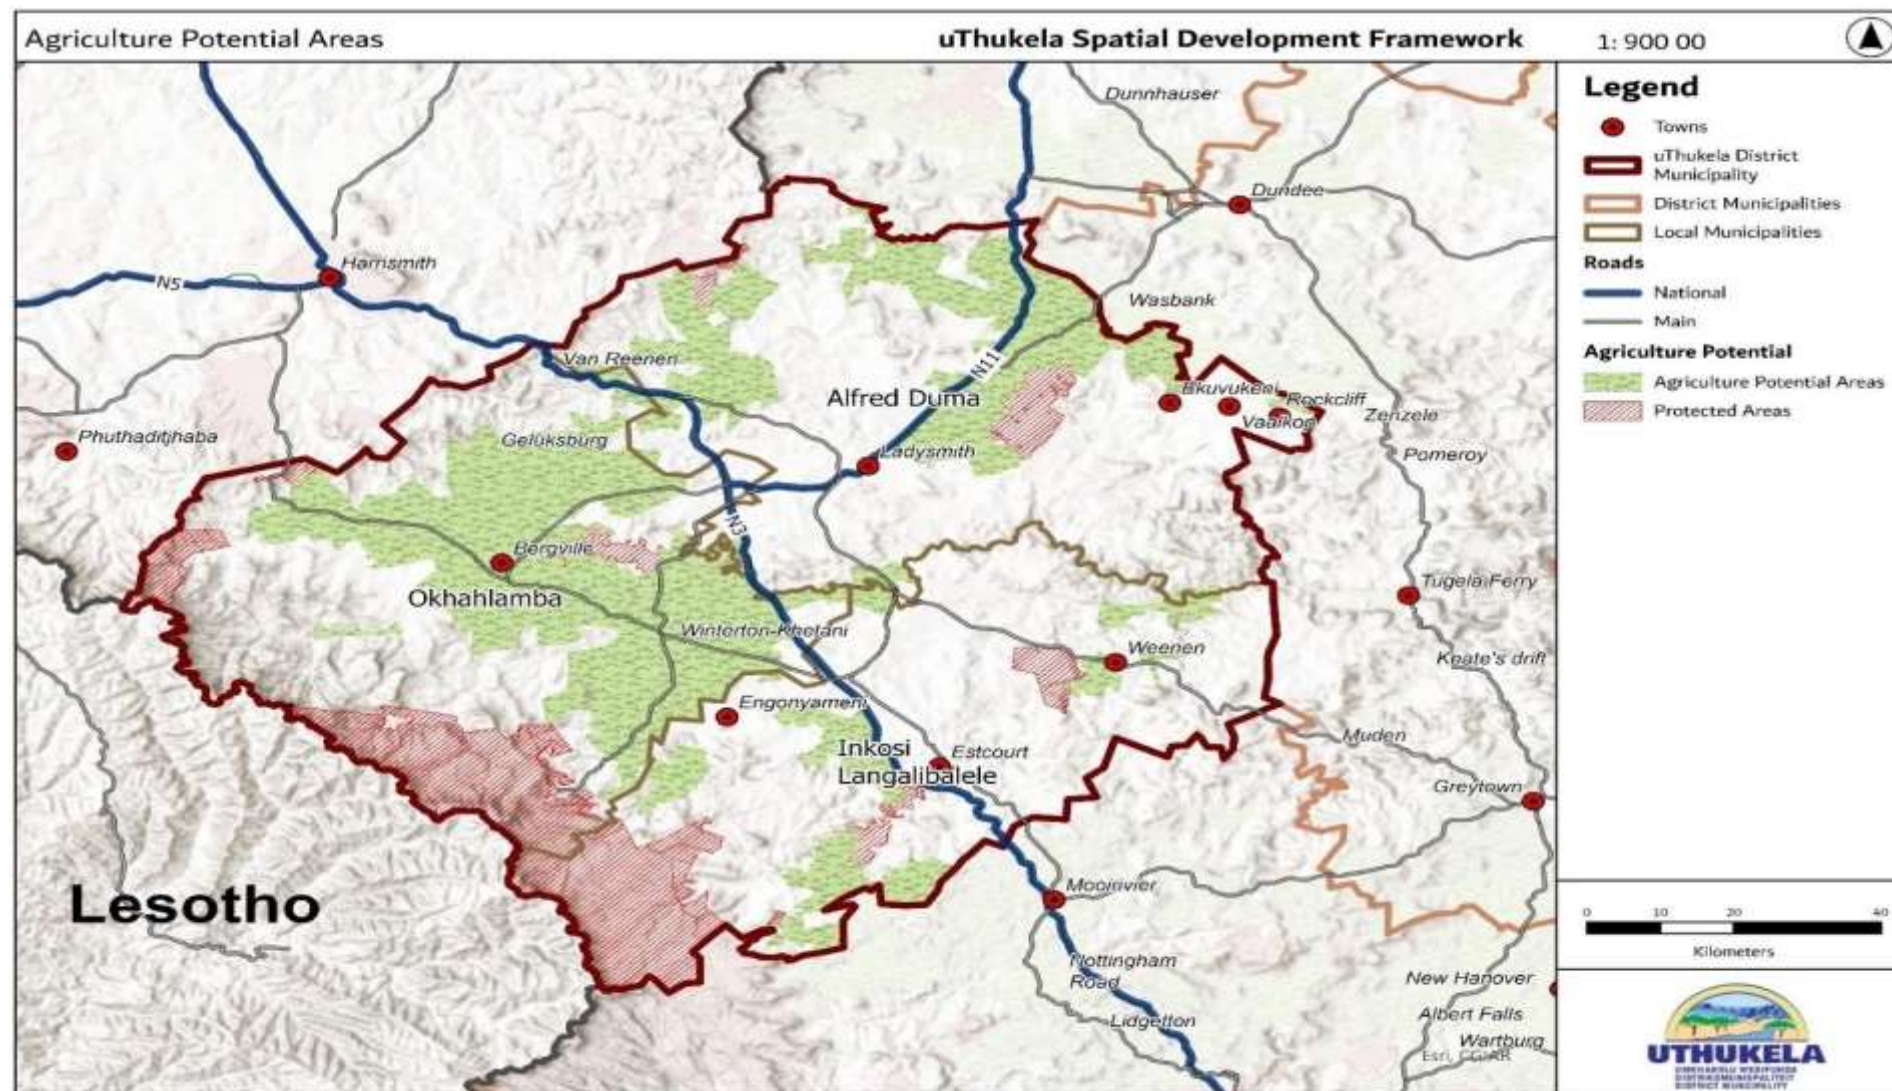 Agriculture Potential Areas
uThukela Spatial Development Framework
1: 900 00
Dunnhauser
Dundee
Harrismith
N5
Wasbank
Van Reenen
N11
Alfred Duma
Ekuvukeni
Rockcliff
Vaalkop
Zenzele
Phuthaditjhaba
Geluksburg
Ladysmith
Pomeroy
N3
Bergville
Okhahlamba
Tugela Ferry
Winterton-Khetani
Weenen
Keate's drift
Engonyameni
Muden
Inkosi
Langalibalele
Estcourt
Greytown
Lesotho
Mooirivier
Nottingham
Road
New Hanover
Lidgetton
Albert Falls
Wartburg
Legend
Towns
uThukela District
Municipality
District Municipalities
Local Municipalities
Roads
National
Main
Agriculture Potential
Agriculture Potential Areas
Protected Areas
0 10 20 40
Kilometers
UTHUKELA
DISTRICT MUNICIPALITY